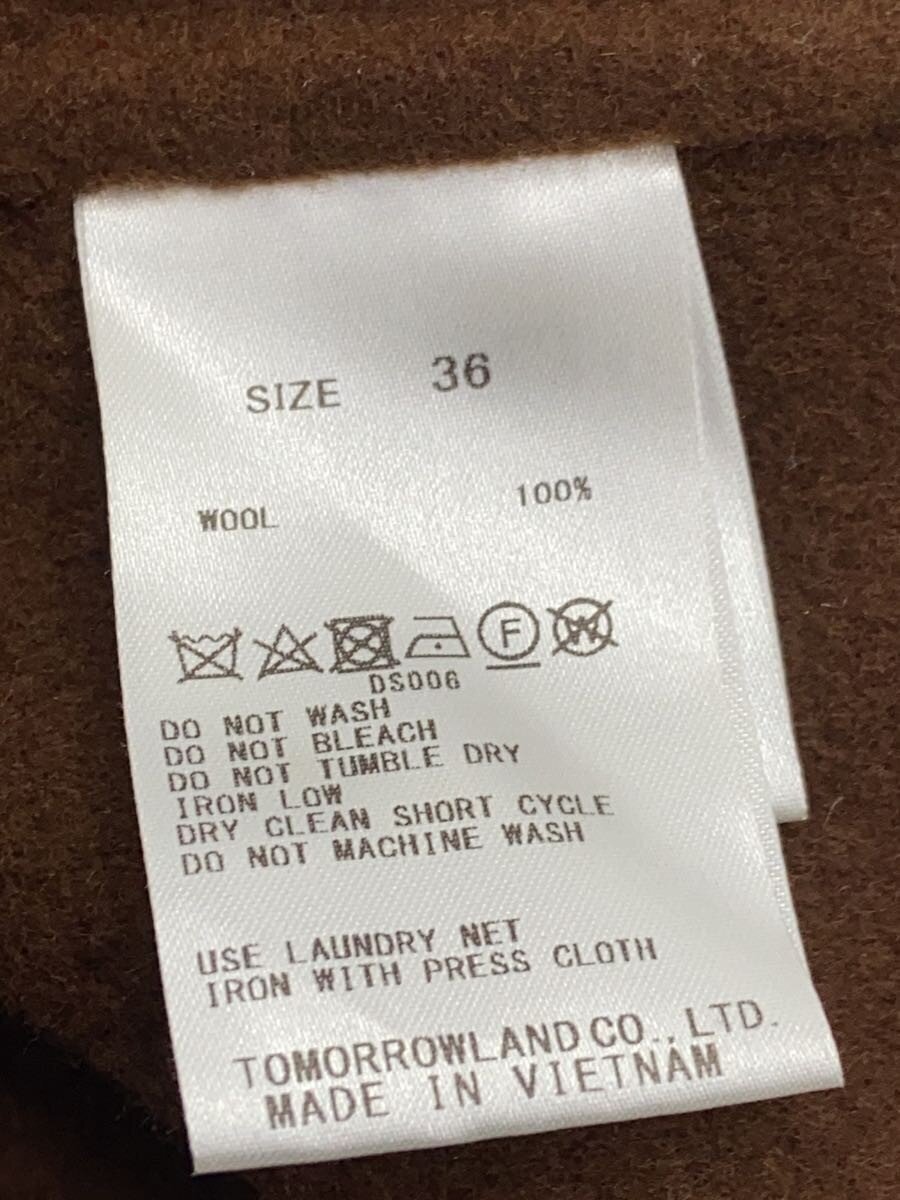 SIZE 36
WOOL 100%
F W
DS006
DO NOT WASH
DO NOT BLEACH
DO NOT TUMBLE DRY
IRON LOW
DRY CLEAN SHORT CYCLE
DO NOT MACHINE WASH
USE LAUNDRY NET
IRON WITH PRESS CLOTH
TOMORROWLAND CO., LTD.
MADE IN VIETNAM